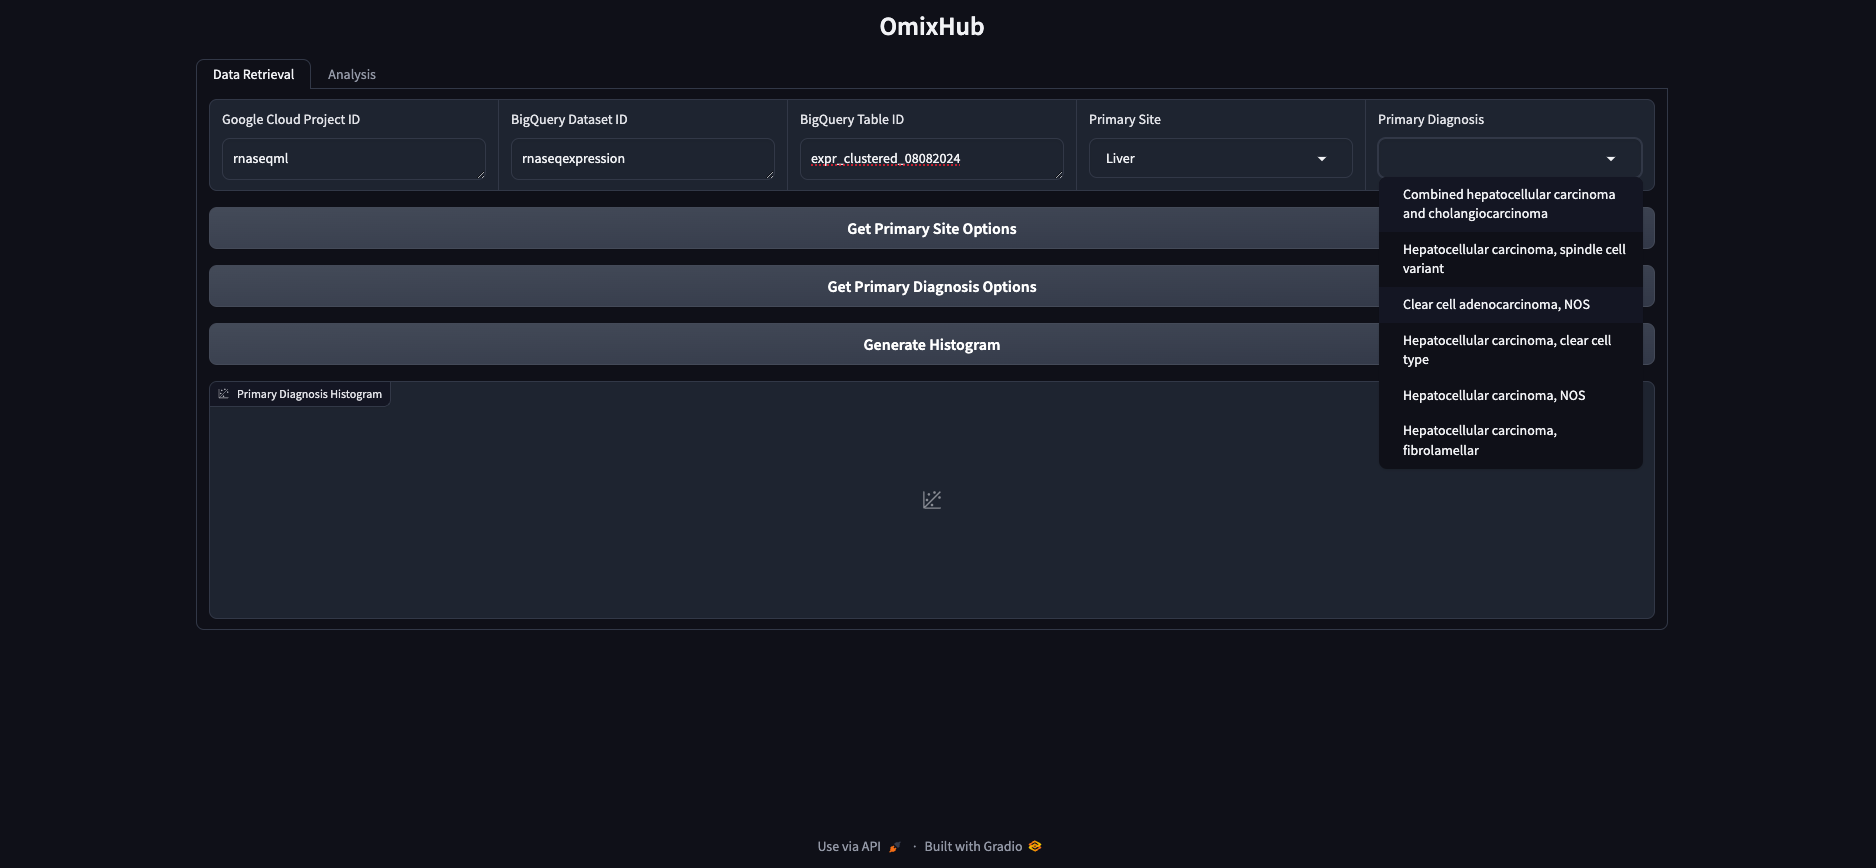 OmixHub
Data Retrieval
Analysis
Google Cloud Project ID
BigQuery Dataset ID
BigQuery Table ID
Primary Site
Primary Diagnosis
rnaseqml
rnaseqexpression
expr_clustered_08082024
Liver
Combined hepatocellular carcinoma
and cholangiocarcinoma
Hepatocellular carcinoma, spindle cell
variant
Clear cell adenocarcinoma, NOS
Hepatocellular carcinoma, clear cell
type
Hepatocellular carcinoma, NOS
Hepatocellular carcinoma,
fibrolamellar
Get Primary Site Options
Get Primary Diagnosis Options
Generate Histogram
Primary Diagnosis Histogram
Use via API · Built with Gradio